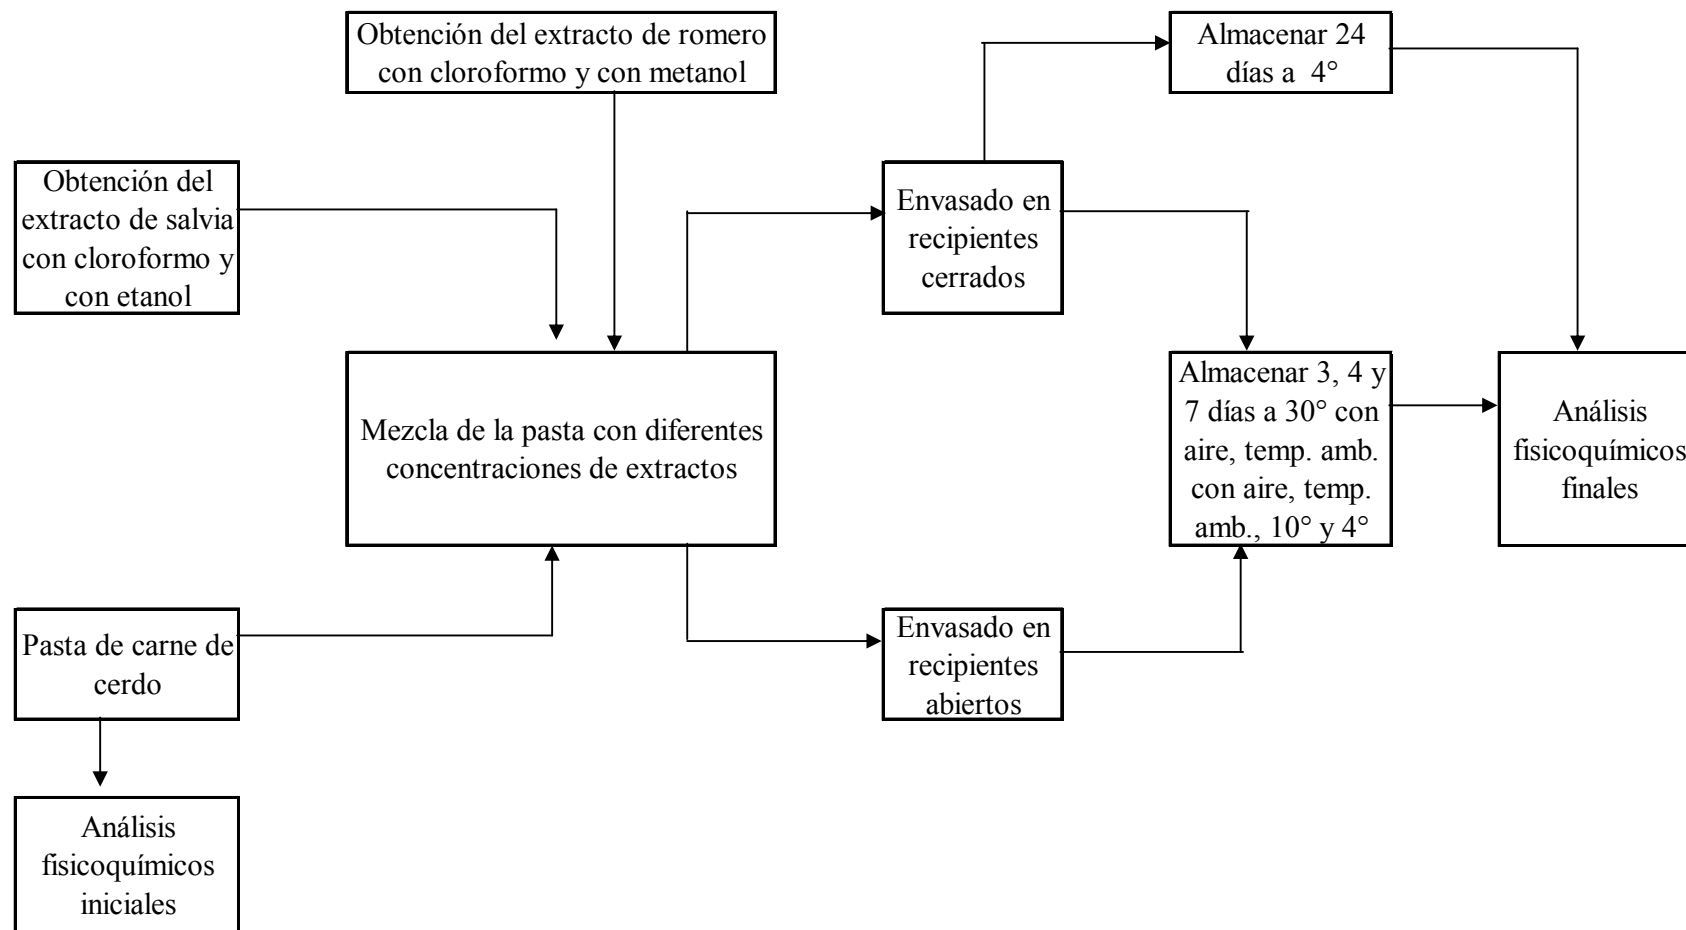 Obtención del extracto de romero
con cloroformo y con metanol
Almacenar 24
días a 4°
Obtención del
extracto de salvia
con cloroformo y
con etanol
Envasado en
recipientes
cerrados
Mezcla de la pasta con diferentes
concentraciones de extractos
Almacenar 3, 4 y
7 días a 30° con
aire, temp. amb.
con aire, temp.
amb., 10° y 4°
Análisis
fisicoquímicos
finales
Pasta de carne de
cerdo
Envasado en
recipientes
abiertos
Análisis
fisicoquímicos
iniciales